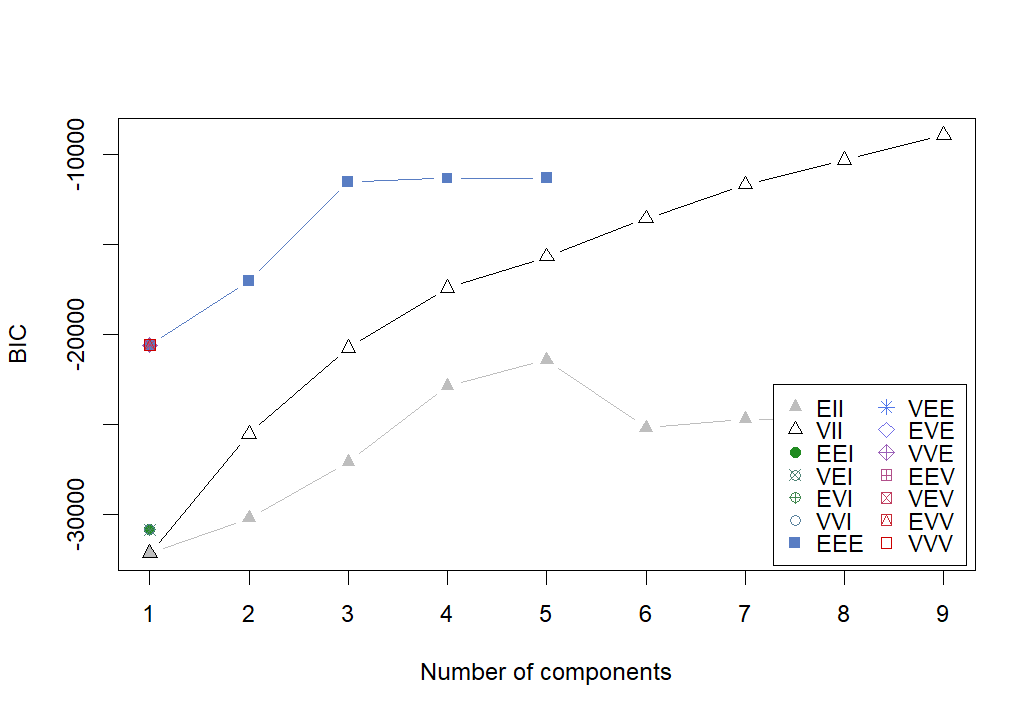 BIC
-10000
-20000
-30000
EII VEE
VII EVE
EEI VVE
VEI EEV
EVI VEV
VVI EVV
EEE VVV
1 2 3 4 5 6 7 8 9
Number of components